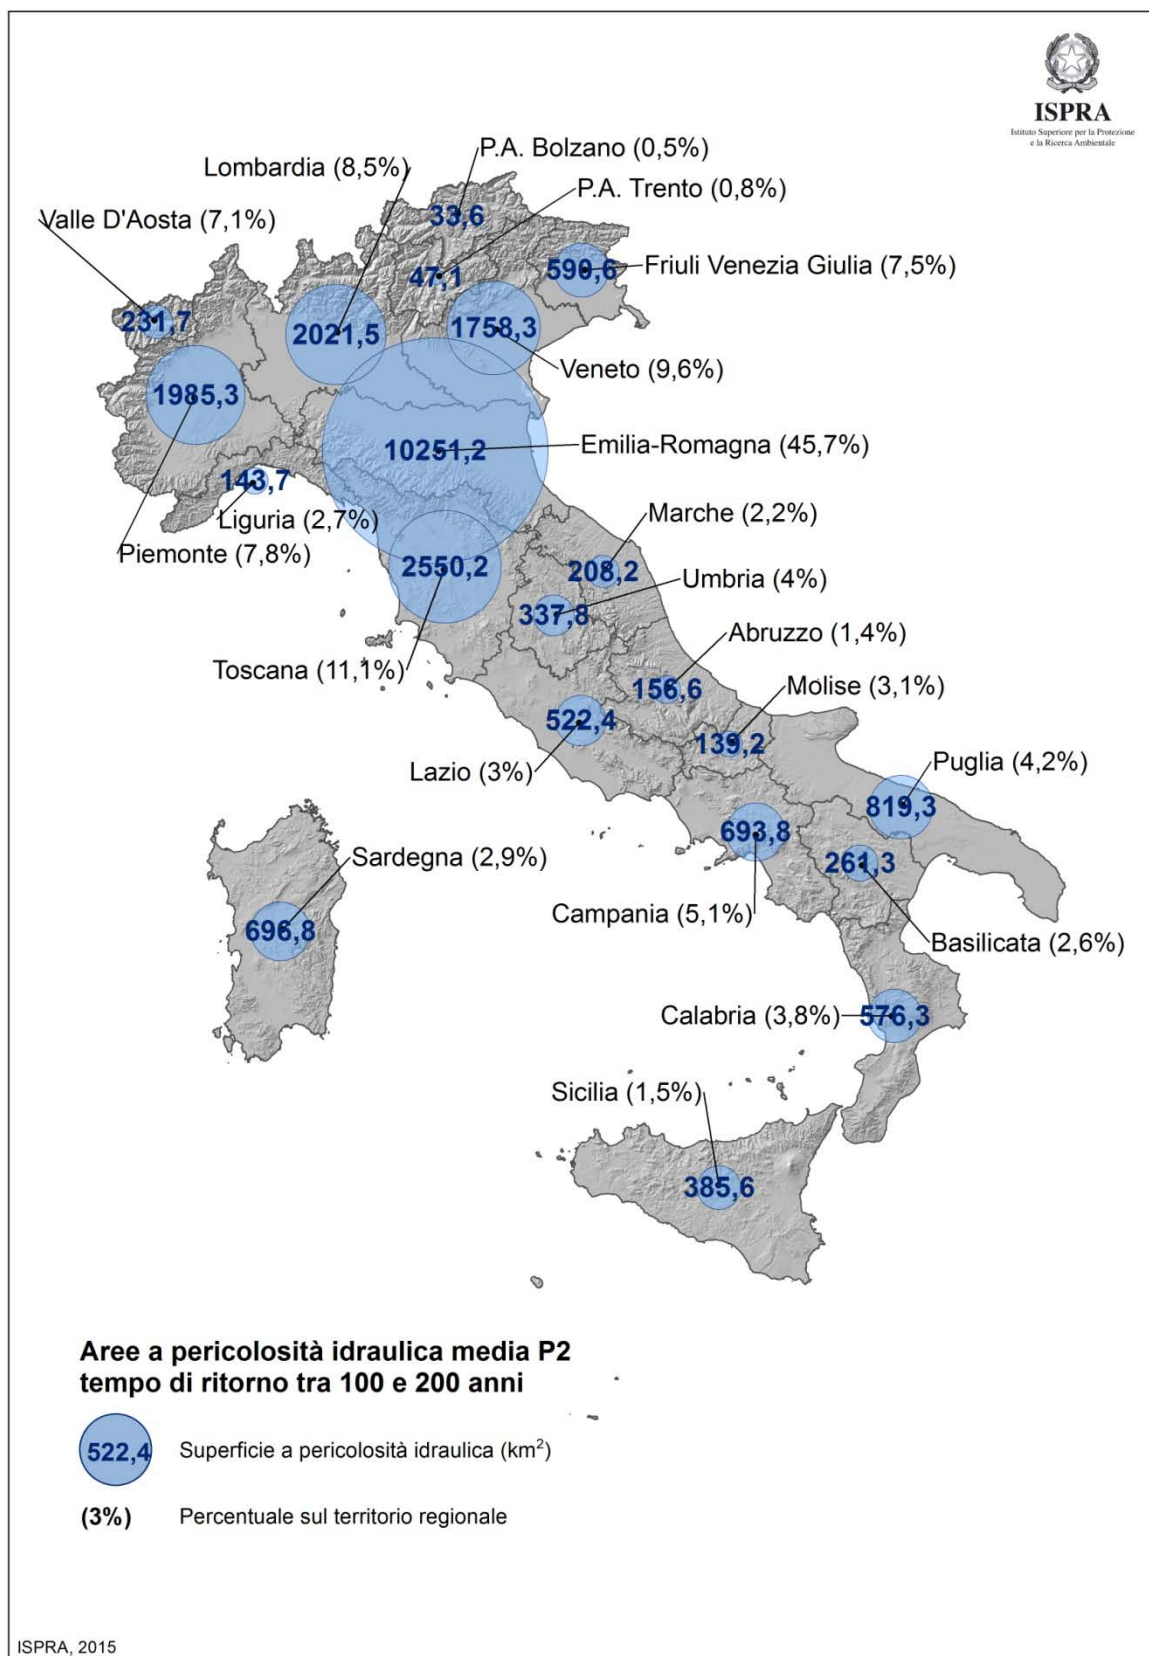 ISPRA
Istituto Superiore per la Protezione
e la Ricerca Ambientale
P.A. Bolzano (0,5%)
Lombardia (8,5%)
P.A. Trento (0,8%)
Valle D'Aosta (7,1%)
33,6
590,6
Friuli Venezia Giulia (7,5%)
47,1
231,7
2021,5
1758,3
Veneto (9,6%)
1985,3
10251,2
Emilia-Romagna (45,7%)
143,7
Liguria (2,7%)
Marche (2,2%)
Piemonte (7,8%)
2550,2
208,2
Umbria (4%)
337,8
Abruzzo (1,4%)
Toscana (11,1%)
156,6
Molise (3,1%)
522,4
139,2
Lazio (3%)
Puglia (4,2%)
819,3
693,8
Sardegna (2,9%)
261,3
Campania (5,1%)
696,8
Basilicata (2,6%)
Calabria (3,8%)
576,3
Sicilia (1,5%)
385,6
Aree a pericolosità idraulica media P2
tempo di ritorno tra 100 e 200 anni
522,4 Superficie a pericolosità idraulica (km²)
(3%) Percentuale sul territorio regionale
ISPRA, 2015